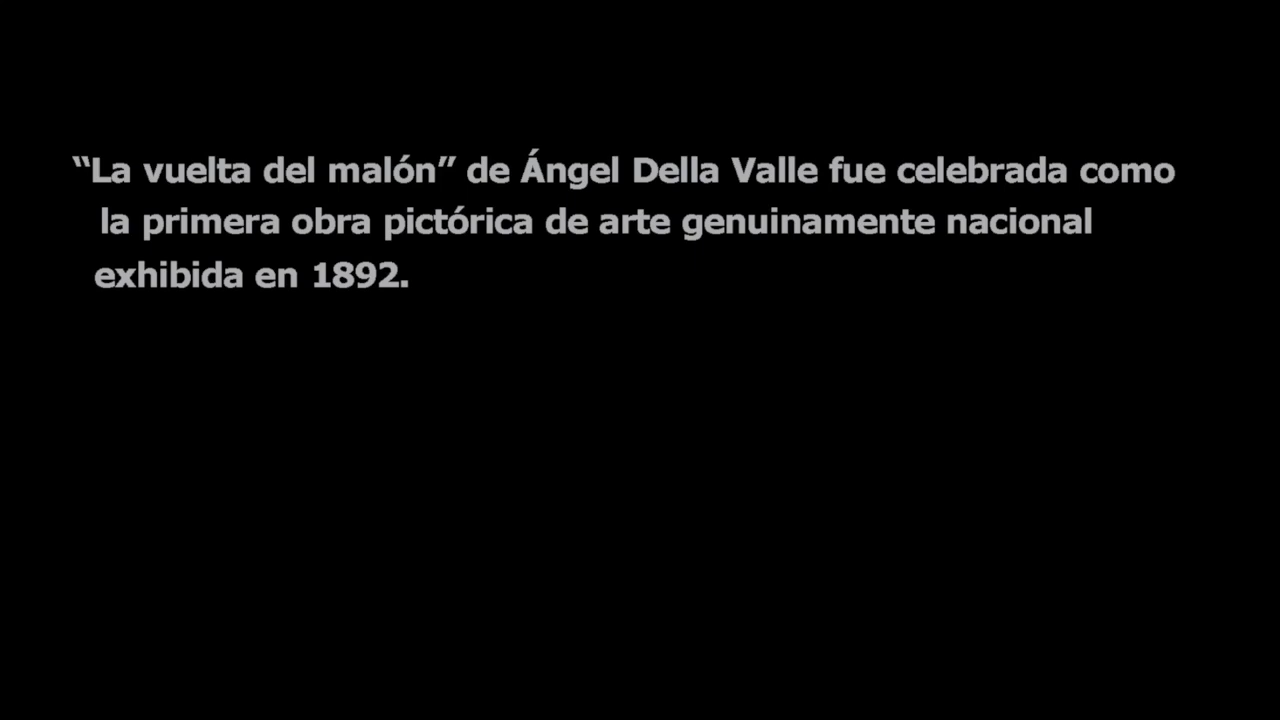 “La vuelta del malón” de Ángel Della Valle fue celebrada como
la primera obra pictórica de arte genuinamente nacional
exhibida en 1892.